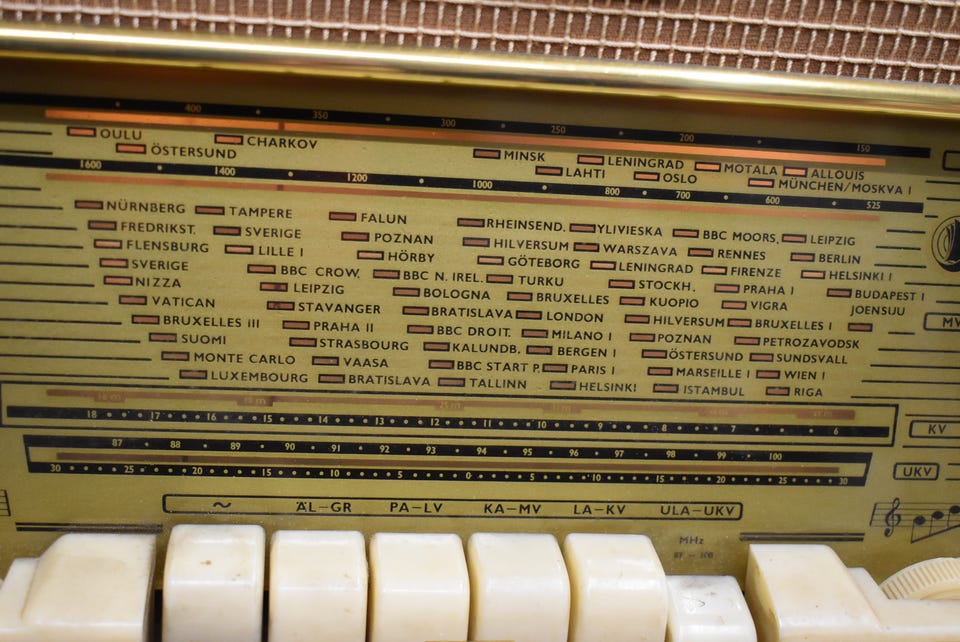 400 350 300 250 200 150
OULU CHARKOV MINSK LENINGRAD MOTALA ALLOUIS
ÖSTERSUND LAHTI OSLO MÜNCHEN/MOSKVA I
1600 1400 1200 1000 800 700 600 525
NÜRNBERG TAMPERE FALUN RHEINSEND. YLIVIESKA BBC MOORS. LEIPZIG
FREDRIKST. SVERIGE POZNAN HILVERSUM WARSZAVA RENNES BERLIN
FLENSBURG LILLE I HÖRBY GÖTEBORG LENINGRAD FIRENZE HELSINKI I
SVERIGE BBC CROW. BBC N. IREL. TURKU STOCKH. PRAHA I BUDAPEST I
NIZZA LEIPZIG BOLOGNA BRUXELLES KUOPIO VIGRA JOENSUU
VATICAN STAVANGER BRATISLAVA LONDON HILVERSUM BRUXELLES I
BRUXELLES III PRAHA II BBC DROIT. MILANO I POZNAN PETROZAVODSK
SUOMI STRASBOURG KALUNDB. BERGEN I ÖSTERSUND SUNDSVALL
MONTE CARLO VAASA BBC START P. PARIS I MARSEILLE I WIEN I
LUXEMBOURG BRATISLAVA TALLINN HELSINKI ISTAMBUL RIGA
MV
16 m 19 m 25 m
18 17 16 15 14 13 12 11 10 9 8 7 6
KV
87 88 89 90 91 92 93 94 95 96 97 98 99 100
30 25 20 15 10 5 0 5 10 15 20 25 30
UKV
~ ÄL-GR PA-LV KA-MV LA-KV ULA-UKV
MHz